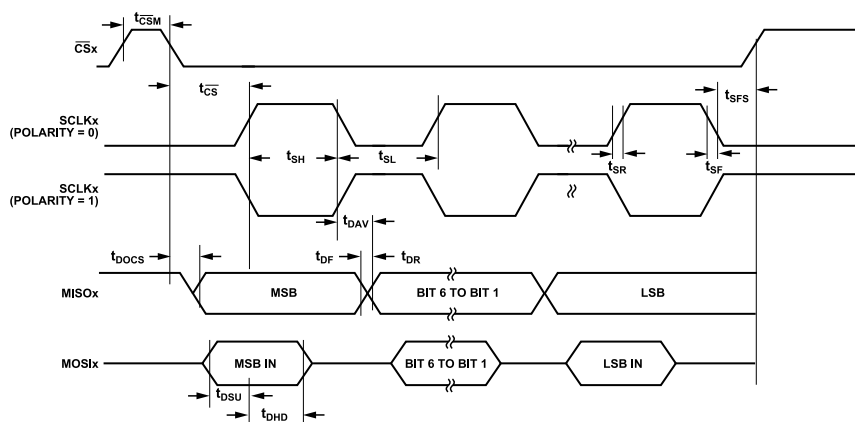 tCSM
CSx
tCS
tSFS
SCLKx
(POLARITY = 0)
tSH
tSL
tSR
tSF
SCLKx
(POLARITY = 1)
tDAV
tDOCS
tDF
tDR
MISOx
MSB
BIT 6 TO BIT 1
LSB
MOSIx
MSB IN
BIT 6 TO BIT 1
LSB IN
tDSU
tDHD